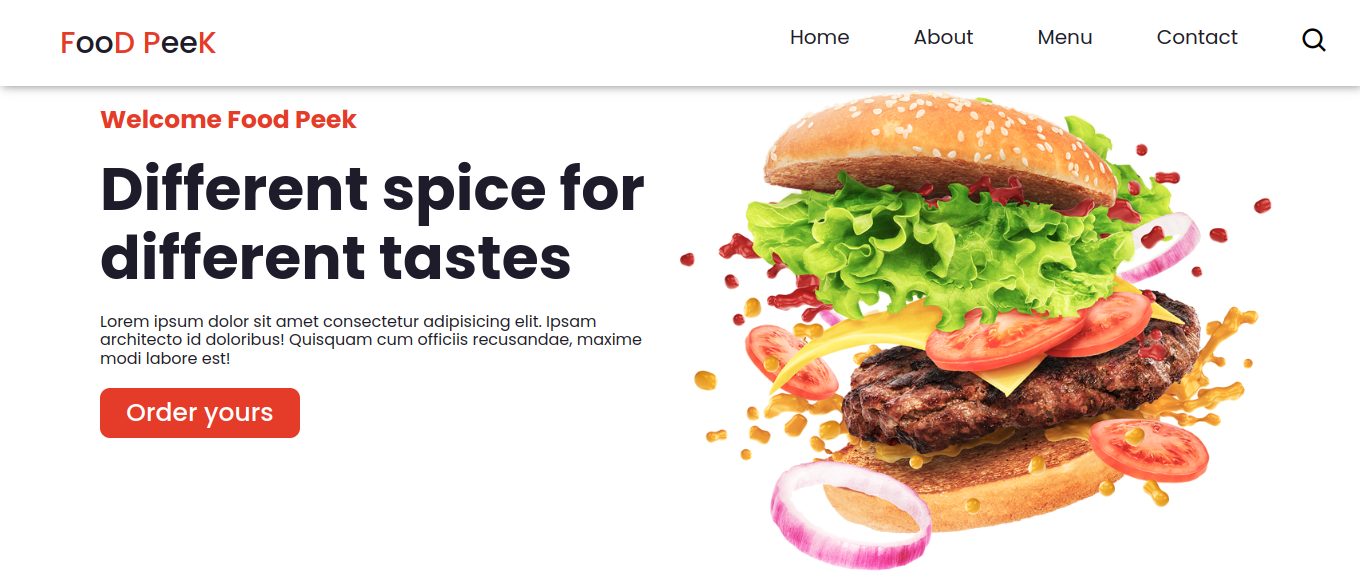 FooD PeeK
Home About Menu Contact
Welcome Food Peek
Different spice for
different tastes
Lorem ipsum dolor sit amet consectetur adipisicing elit. Ipsam
architecto id doloribus! Quisquam cum officiis recusandae, maxime
modi labore est!
Order yours